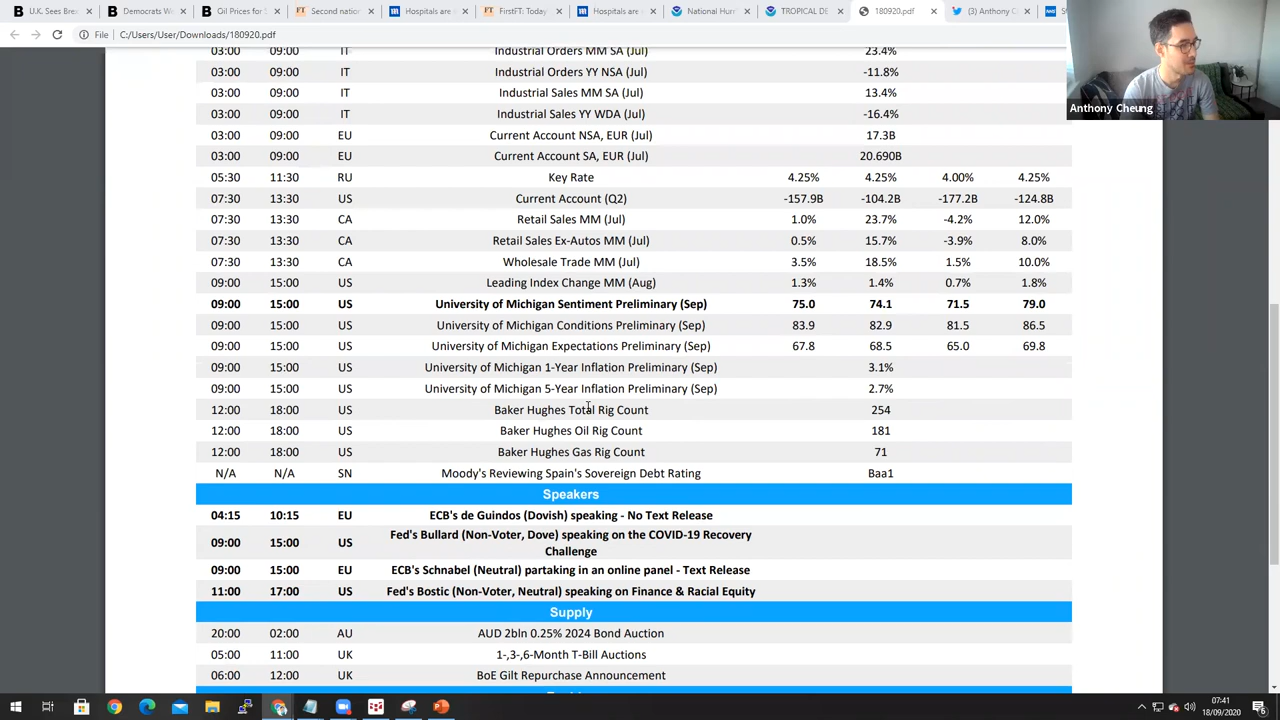 U.K. Sees Brex
Democrats We
Oil Prices for S
Second nation
Hospitals are i
FirstFT: Today
Hospitals are i
National Hurri
TROPICAL DE
180920.pdf
(3) Anthony C
File C:/Users/User/Downloads/180920.pdf
Anthony Cheung
03:00 09:00 IT Industrial Orders MM SA (Jul) 23.4%
03:00 09:00 IT Industrial Orders YY NSA (Jul) -11.8%
03:00 09:00 IT Industrial Sales MM SA (Jul) 13.4%
03:00 09:00 IT Industrial Sales YY WDA (Jul) -16.4%
03:00 09:00 EU Current Account NSA, EUR (Jul) 17.3B
03:00 09:00 EU Current Account SA, EUR (Jul) 20.690B
05:30 11:30 RU Key Rate 4.25% 4.25% 4.00% 4.25%
07:30 13:30 US Current Account (Q2) -157.9B -104.2B -177.2B -124.8B
07:30 13:30 CA Retail Sales MM (Jul) 1.0% 23.7% -4.2% 12.0%
07:30 13:30 CA Retail Sales Ex-Autos MM (Jul) 0.5% 15.7% -3.9% 8.0%
07:30 13:30 CA Wholesale Trade MM (Jul) 3.5% 18.5% 1.5% 10.0%
09:00 15:00 US Leading Index Change MM (Aug) 1.3% 1.4% 0.7% 1.8%
09:00 15:00 US University of Michigan Sentiment Preliminary (Sep) 75.0 74.1 71.5 79.0
09:00 15:00 US University of Michigan Conditions Preliminary (Sep) 83.9 82.9 81.5 86.5
09:00 15:00 US University of Michigan Expectations Preliminary (Sep) 67.8 68.5 65.0 69.8
09:00 15:00 US University of Michigan 1-Year Inflation Preliminary (Sep) 3.1%
09:00 15:00 US University of Michigan 5-Year Inflation Preliminary (Sep) 2.7%
12:00 18:00 US Baker Hughes Total Rig Count 254
12:00 18:00 US Baker Hughes Oil Rig Count 181
12:00 18:00 US Baker Hughes Gas Rig Count 71
N/A N/A SN Moody's Reviewing Spain's Sovereign Debt Rating Baa1
Speakers
04:15 10:15 EU ECB's de Guindos (Dovish) speaking - No Text Release
09:00 15:00 US Fed's Bullard (Non-Voter, Dove) speaking on the COVID-19 Recovery
Challenge
09:00 15:00 EU ECB's Schnabel (Neutral) partaking in an online panel - Text Release
11:00 17:00 US Fed's Bostic (Non-Voter, Neutral) speaking on Finance & Racial Equity
Supply
20:00 02:00 AU AUD 2bln 0.25% 2024 Bond Auction
05:00 11:00 UK 1-,3-,6-Month T-Bill Auctions
06:00 12:00 UK BoE Gilt Repurchase Announcement
07:41
18/09/2020